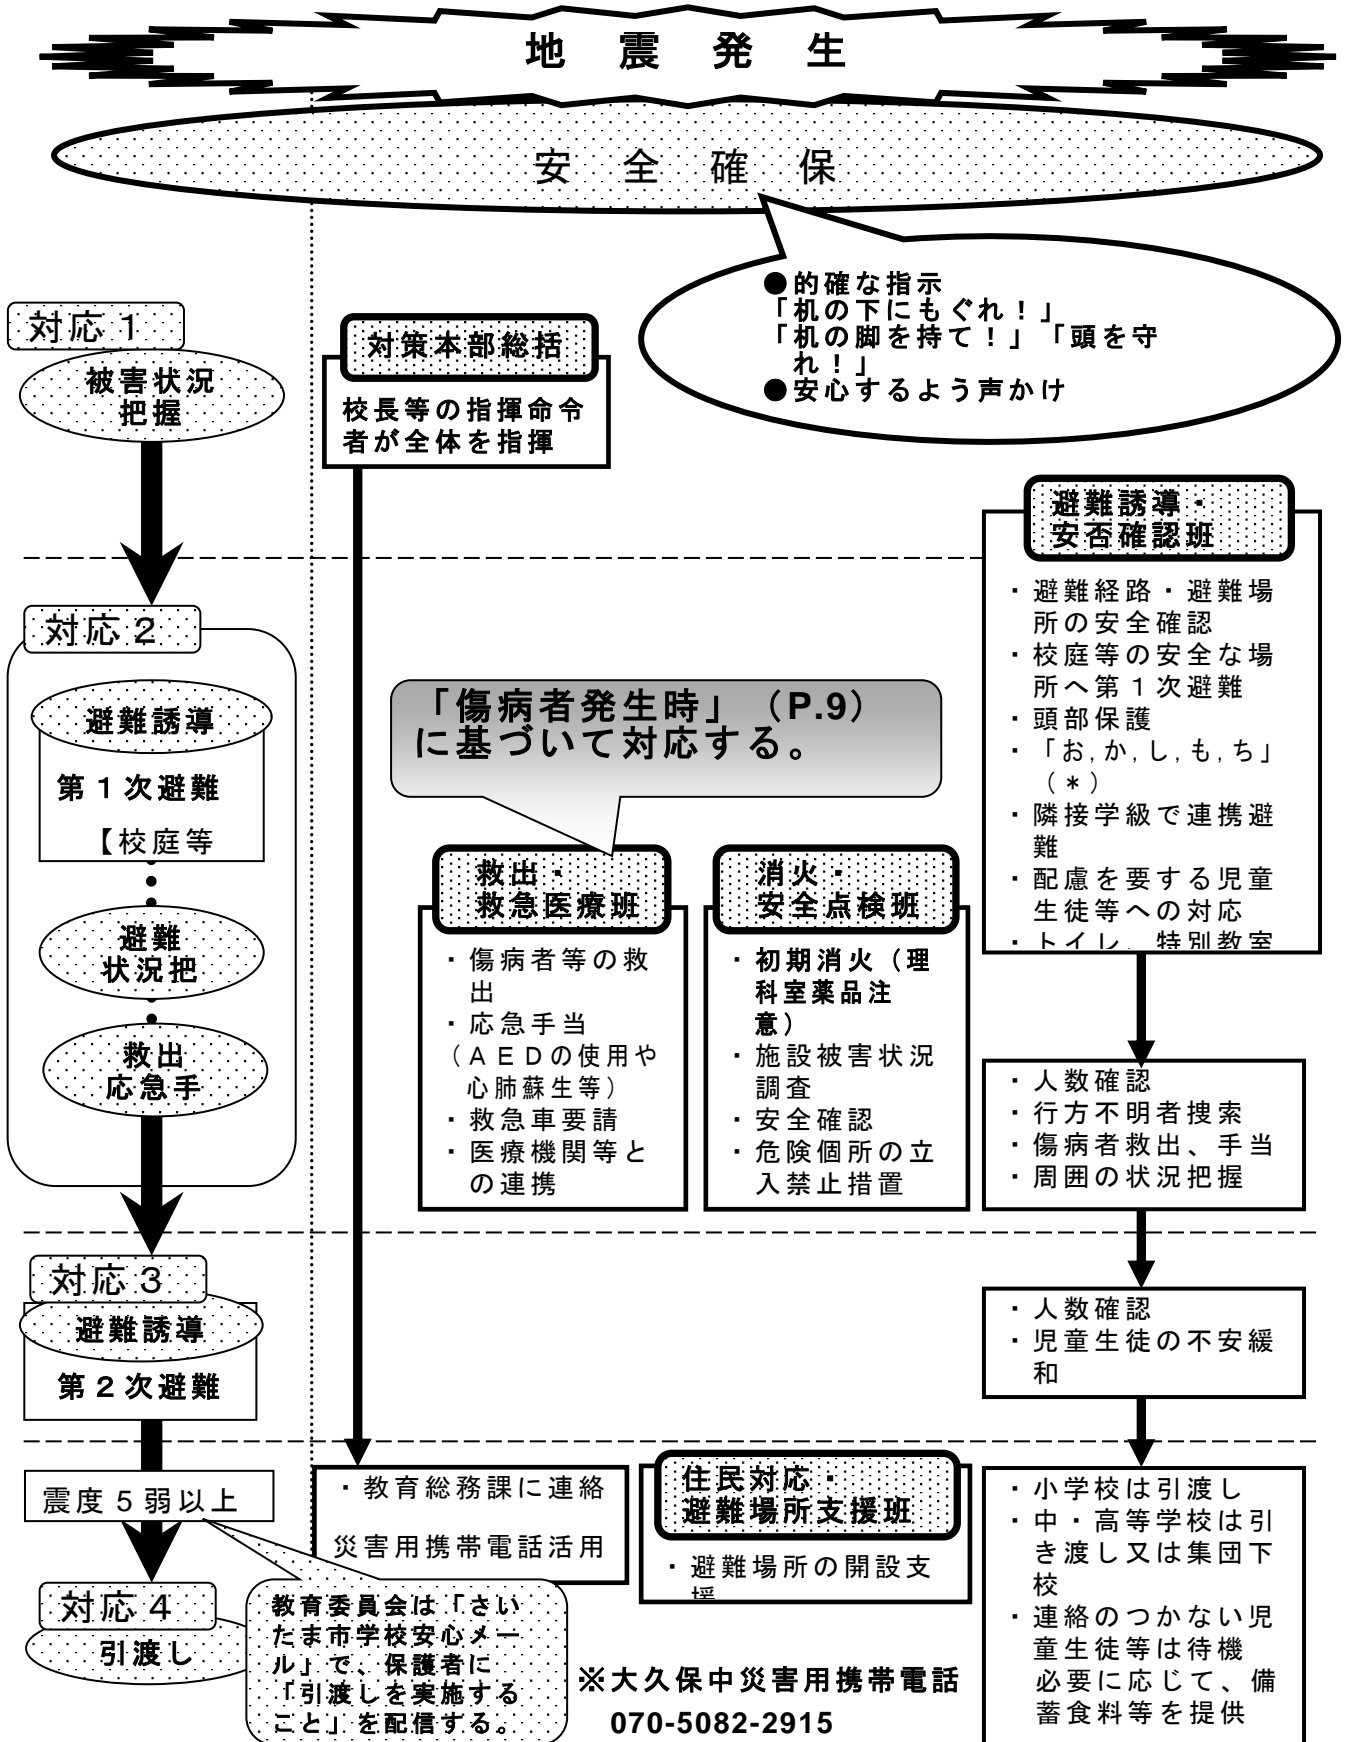 地 震 発 生
安 全 確 保
●的確な指示
「机の下にもぐれ！」
「机の脚を持て！」「頭を守
れ！」
●安心するよう声かけ
対応１
被害状況
把握
対策本部総括
校長等の指揮命令
者が全体を指揮
避難誘導・
安否確認班
・避難経路・避難場
所の安全確認
・校庭等の安全な場
所へ第１次避難
・頭部保護
・「お,か,し,も,ち」
（＊）
・隣接学級で連携避
難
・配慮を要する児童
生徒等への対応
・トイレ、特別教室
対応２
避難誘導
第１次避難
【校庭等
避難
状況把
救出
応急手
「傷病者発生時」（P.9）
に基づいて対応する。
救出・
救急医療班
・傷病者等の救
出
・応急手当
（ＡＥＤの使用や
心肺蘇生等）
・救急車要請
・医療機関等と
の連携
消火・
安全点検班
・初期消火（理
科室薬品注
意）
・施設被害状況
調査
・安全確認
・危険個所の立
入禁止措置
・人数確認
・行方不明者捜索
・傷病者救出、手当
・周囲の状況把握
対応３
避難誘導
第２次避難
・人数確認
・児童生徒の不安緩
和
震度５弱以上
・教育総務課に連絡
災害用携帯電話活用
住民対応・
避難場所支援班
・避難場所の開設支
援
・小学校は引渡し
・中・高等学校は引
き渡し又は集団下
校
・連絡のつかない児
童生徒等は待機
必要に応じて、備
蓄食料等を提供
対応４
引渡し
教育委員会は「さい
たま市学校安心メー
ル」で、保護者に
「引渡しを実施する
こと」を配信する。
※大久保中災害用携帯電話
070-5082-2915